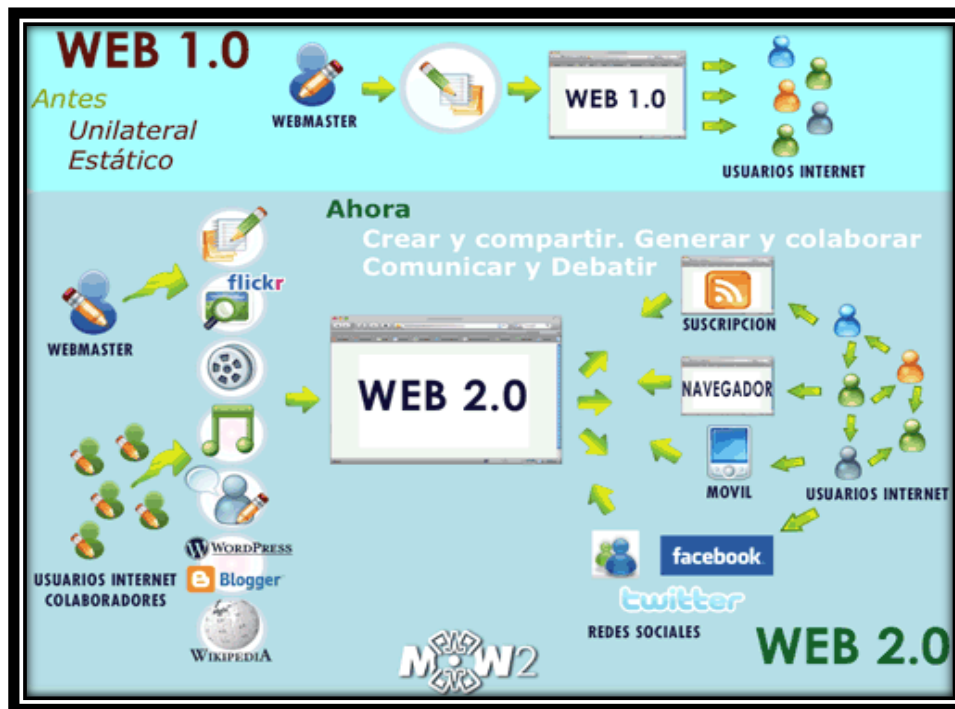 WEB 1.0
Antes
Unilateral
Estático
WEBMASTER
WEB 1.0
USUARIOS INTERNET
Ahora
Crear y compartir. Generar y colaborar
Comunicar y Debatir
WEBMASTER
flickr
SUSCRIPCION
WEB 2.0
NAVEGADOR
MOVIL
USUARIOS INTERNET
USUARIOS INTERNET
COLABORADORES
WORDPRESS
Blogger
WIKIPEDIA
facebook
twitter
REDES SOCIALES
MW2
WEB 2.0